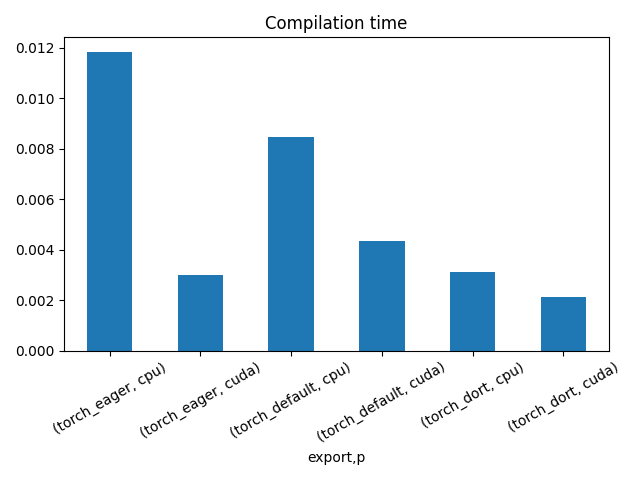 Compilation time
0.012
0.010
0.008
0.006
0.004
0.002
0.000
(torch_eager, cpu)
(torch_eager, cuda)
(torch_default, cpu)
(torch_default, cuda)
(torch_dort, cpu)
(torch_dort, cuda)
export,p